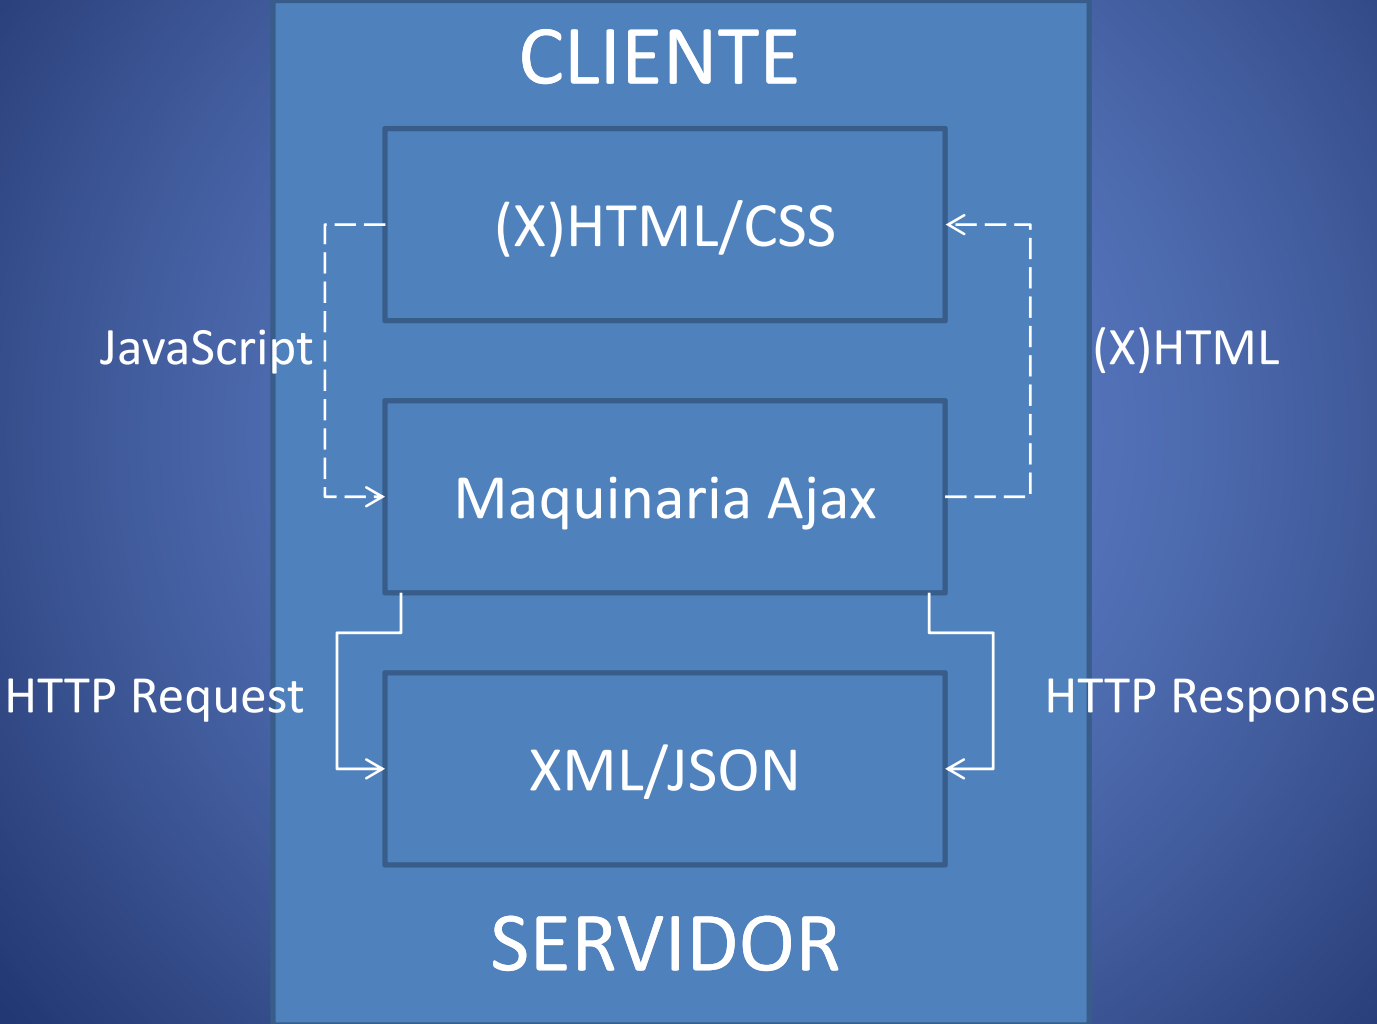 CLIENTE
(X)HTML/CSS
JavaScript
(X)HTML
Maquinaria Ajax
HTTP Request
HTTP Response
XML/JSON
SERVIDOR